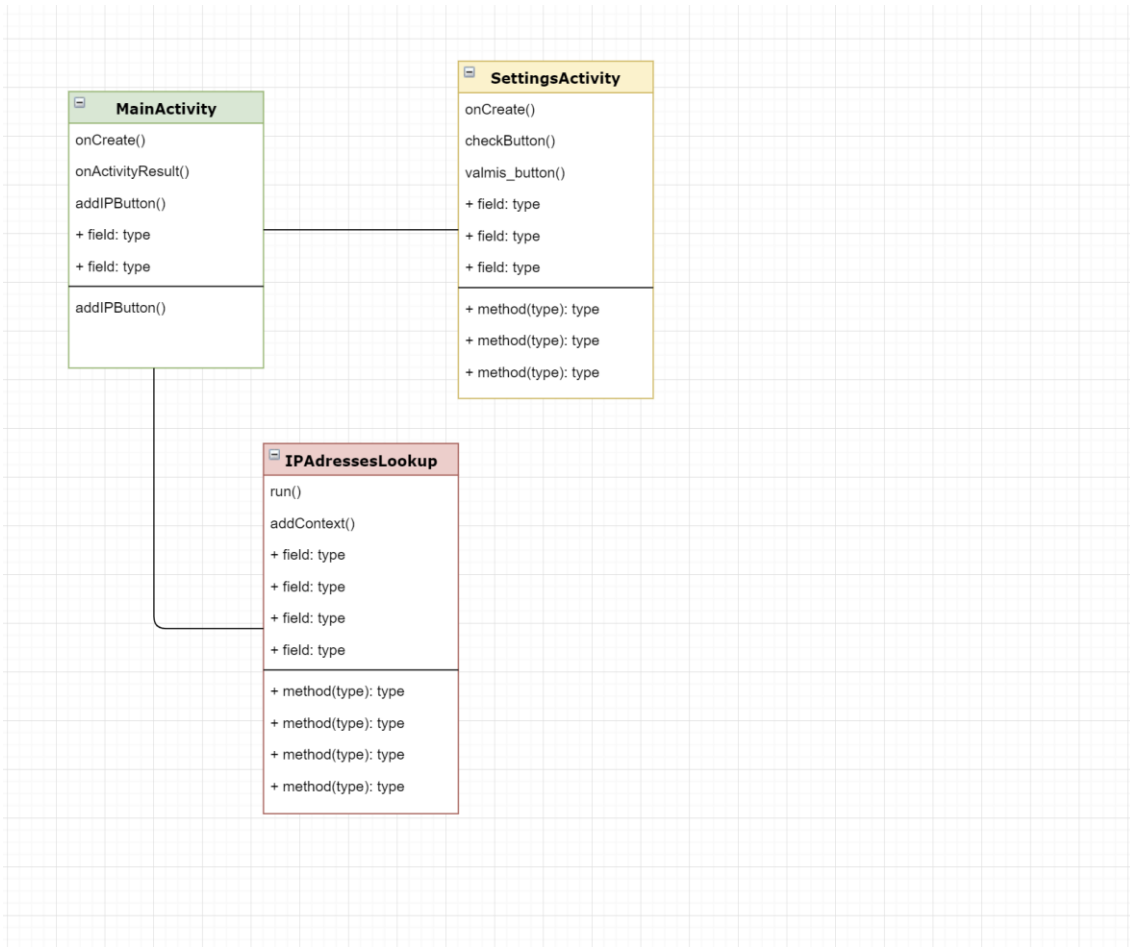 MainActivity
onCreate()
onActivityResult()
addIPButton()
+ field: type
+ field: type
addIPButton()
SettingsActivity
onCreate()
checkButton()
valmis_button()
+ field: type
+ field: type
+ field: type
+ method(type): type
+ method(type): type
+ method(type): type
IPAdressesLookup
run()
addContext()
+ field: type
+ field: type
+ field: type
+ field: type
+ method(type): type
+ method(type): type
+ method(type): type
+ method(type): type